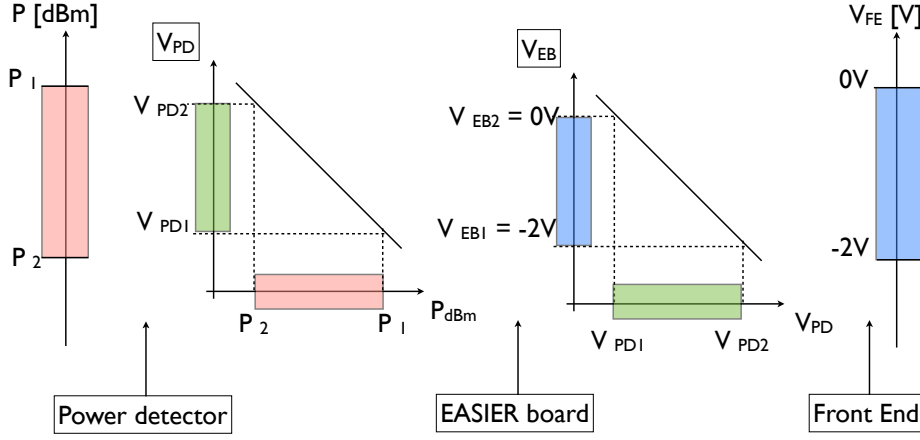 P [dBm]
P 1
P 2
V PD
V PD2
V PD1
P 2
P 1
P dBm
Power detector
V EB
V EB2 = 0V
V EB1 = -2V
V PD1
V PD2
V PD
EASIER board
V FE [V]
0V
-2V
Front End